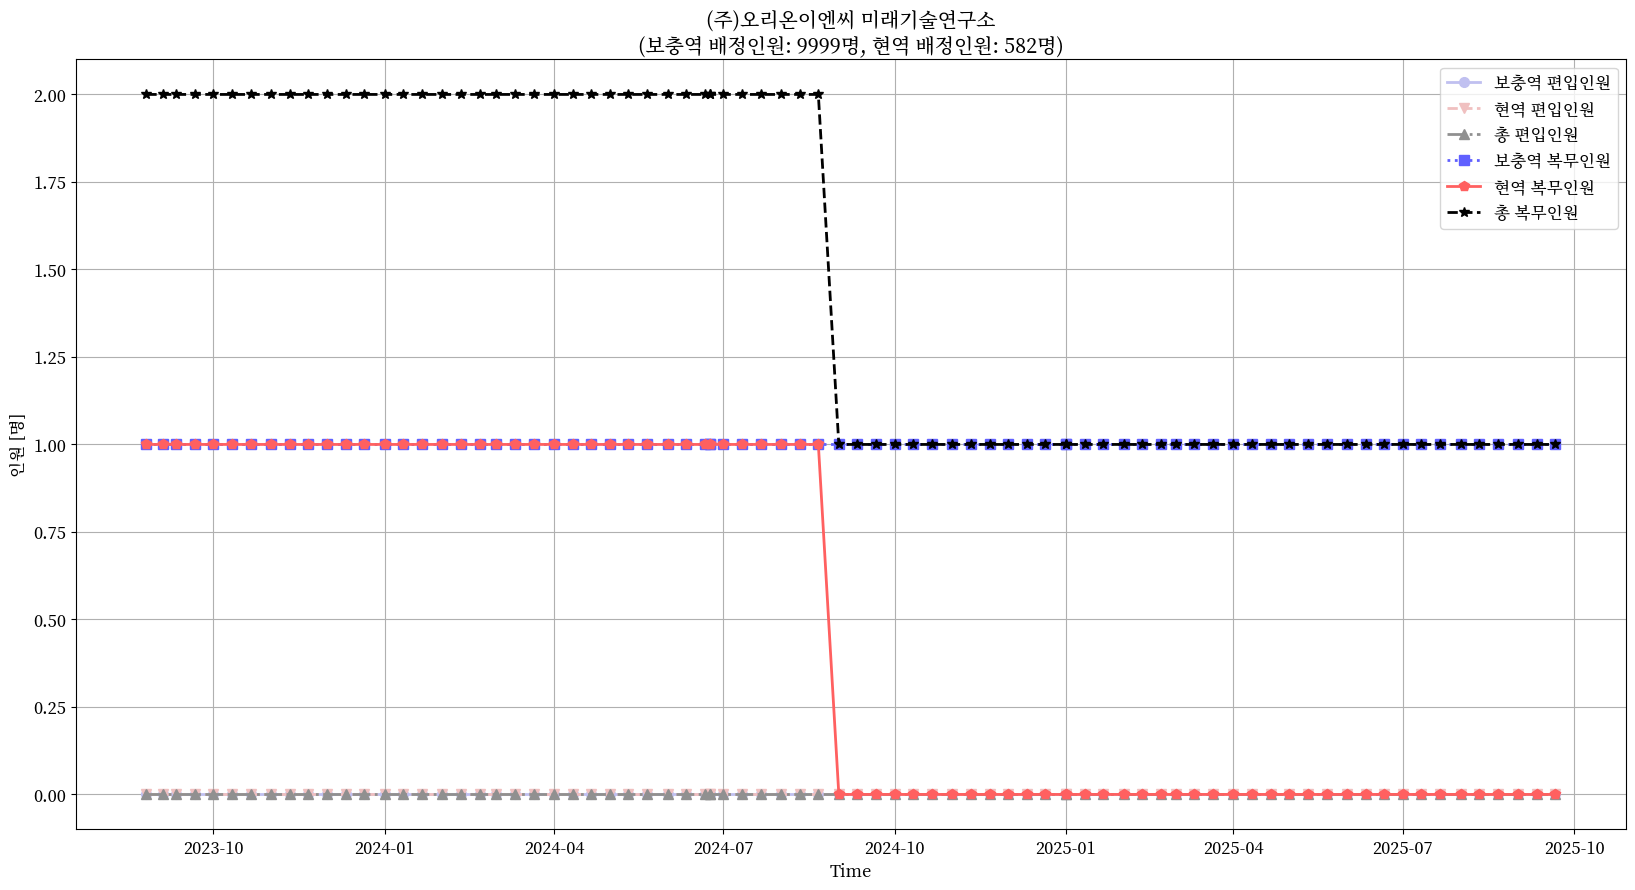 (주)오리온이엔씨 미래기술연구소
(보충역 배정인원: 9999명, 현역 배정인원: 582명)
보충역 편입인원
현역 편입인원
총 편입인원
보충역 복무인원
현역 복무인원
총 복무인원
인원 [명]
2.00
1.75
1.50
1.25
1.00
0.75
0.50
0.25
0.00
2023-10
2024-01
2024-04
2024-07
2024-10
2025-01
2025-04
2025-07
2025-10
Time